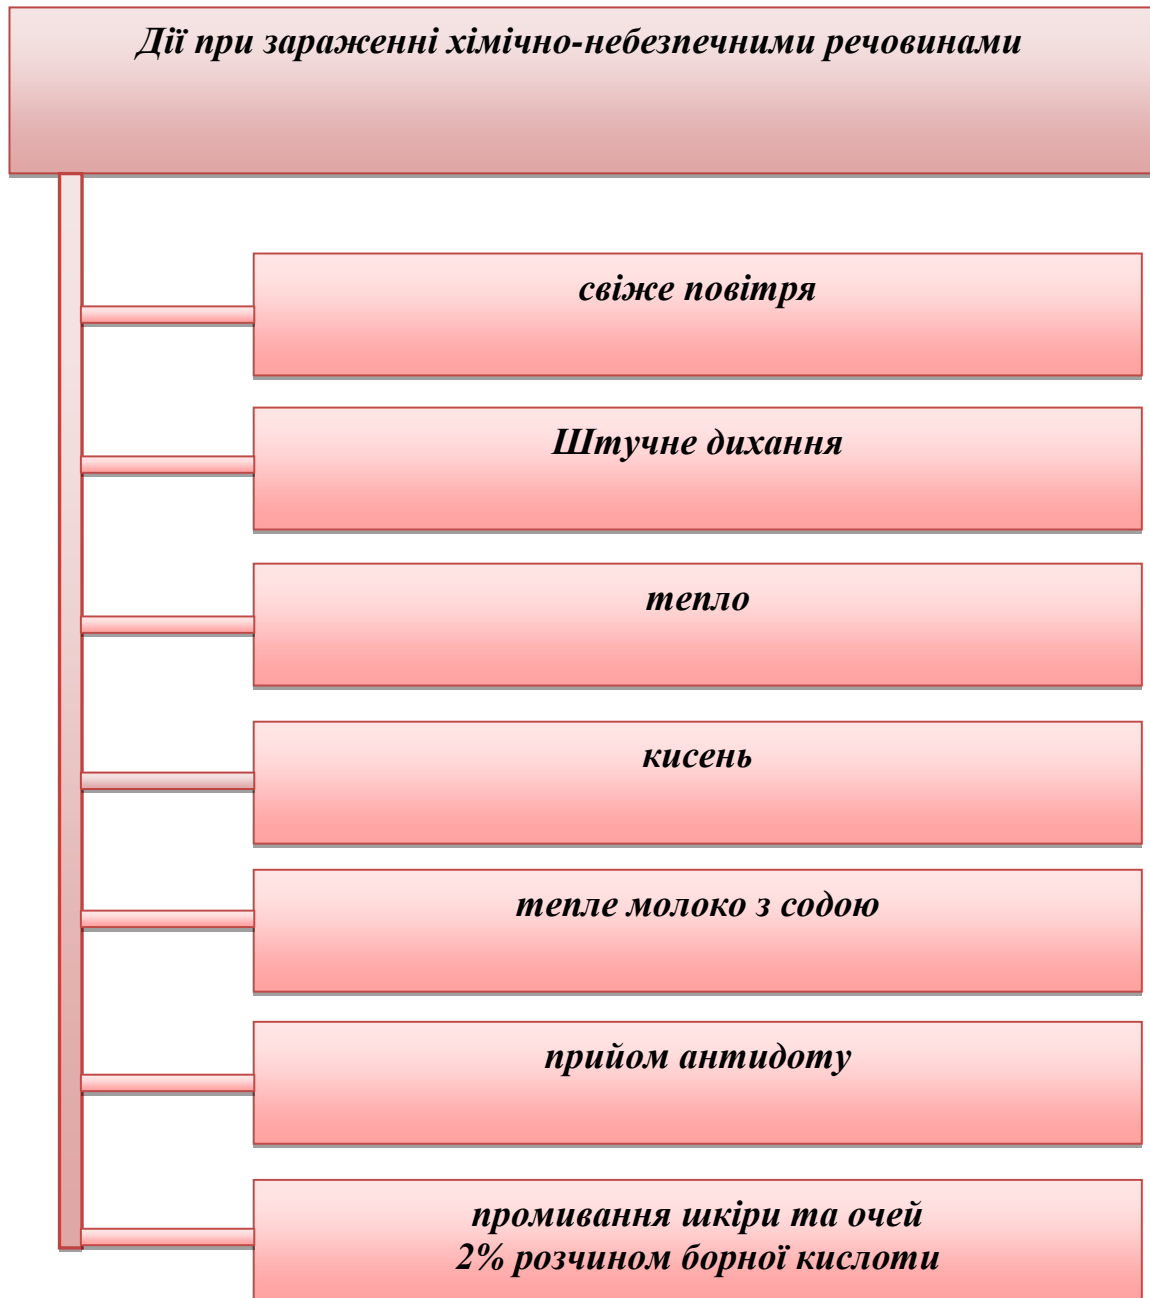 Дії при зараженні хімічно-небезпечними речовинами
свіже повітря
Штучне дихання
тепло
кисень
тепле молоко з содою
прийом антидоту
промивання шкіри та очей
2% розчином борної кислоти